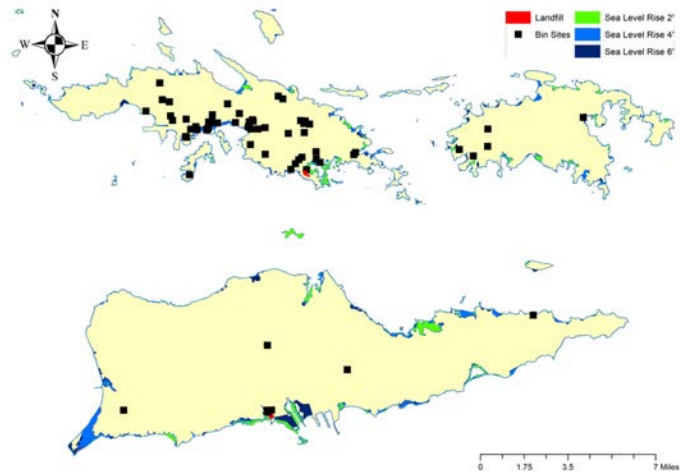 N
W E
S
Landfill
Bin Sites
Sea Level Rise 2'
Sea Level Rise 4'
Sea Level Rise 6'
0 1.75 3.5 7 Miles